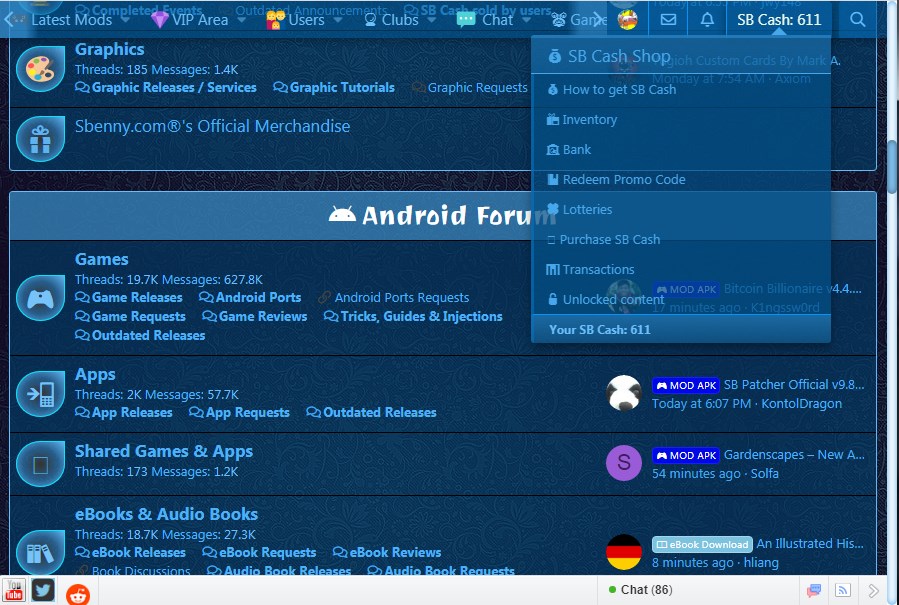 Completed Events Outdated Announcements SB Cash sold by users
Latest Mods VIP Area Users Clubs Chat Game SB Cash: 611
Graphics
Threads: 185 Messages: 1.4K
Graphic Releases / Services Graphic Tutorials Graphic Requests
Custom Cards By Mark A.
Monday at 7:54 AM · Axiom
Sbenny.com®'s Official Merchandise
SB Cash Shop
How to get SB Cash
Inventory
Bank
Redeem Promo Code
Lotteries
Purchase SB Cash
Transactions
Unlocked content
Your SB Cash: 611
Android Forum
Games
Threads: 19.7K Messages: 627.8K
Game Releases Android Ports Android Ports Requests
Game Requests Game Reviews Tricks, Guides & Injections
Outdated Releases
MOD APK Bitcoin Billionaire v4.4....
17 minutes ago · K1ngssw0rd
Apps
Threads: 2K Messages: 57.7K
App Releases App Requests Outdated Releases
MOD APK SB Patcher Official v9.8...
Today at 6:07 PM · KontolDragon
Shared Games & Apps
Threads: 173 Messages: 1.2K
S
MOD APK Gardenscapes – New A...
54 minutes ago · Solfa
eBooks & Audio Books
Threads: 18.7K Messages: 27.3K
eBook Releases eBook Requests eBook Reviews
Book Discussions Audio Book Releases Audio Book Requests
eBook Download An Illustrated His...
8 minutes ago · hliang
You Tube
Chat (86)